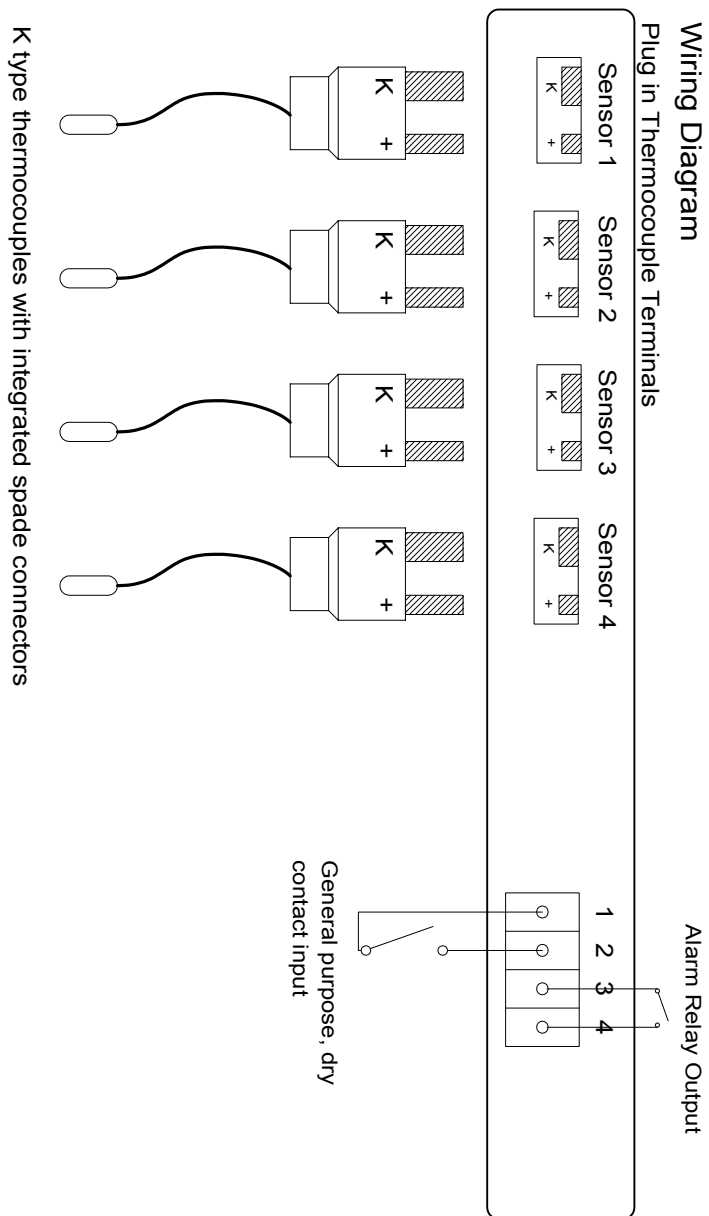 Wiring Diagram
Plug in Thermocouple Terminals
Alarm Relay Output
Sensor 1
Sensor 2
Sensor 3
Sensor 4
1
2
3
4
K +
K +
K +
K +
K +
K +
K +
K +
General purpose, dry
contact input
K type thermocouples with integrated spade connectors